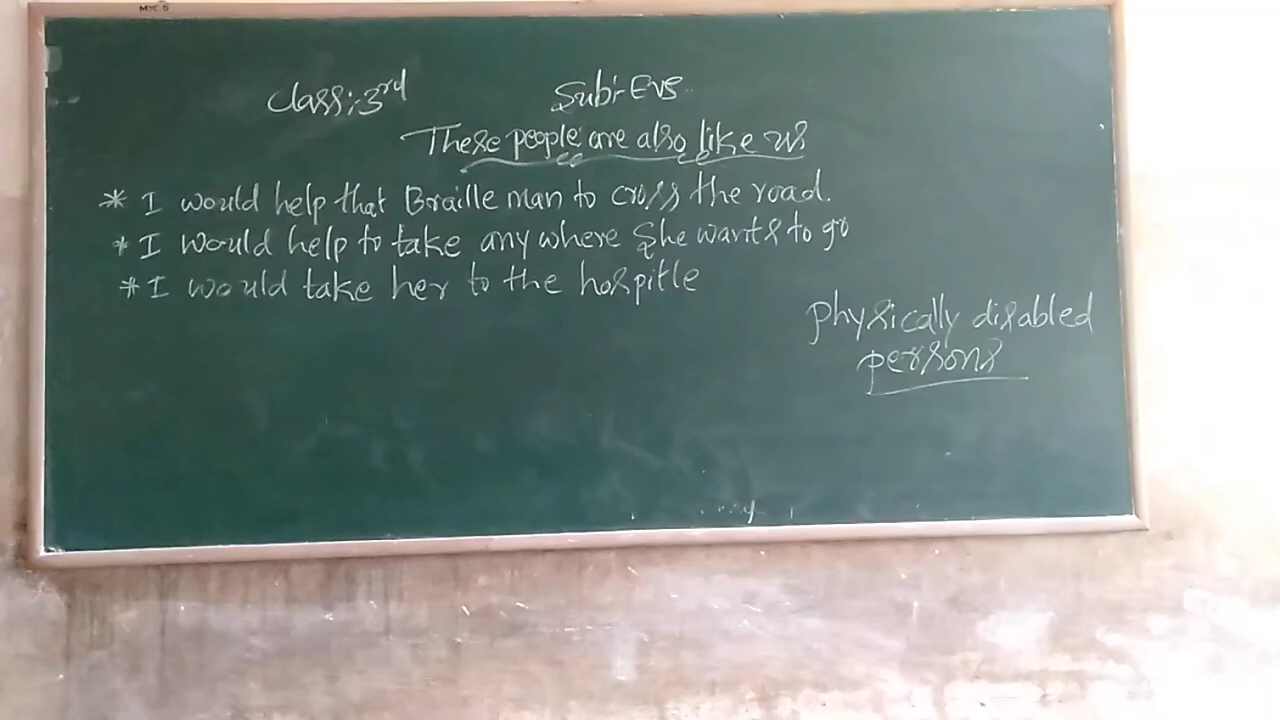 Class:- 3rd Sub:- EVS
These people are also like us
* I would help that Braille man to cross the road.
* I would help to take any where she wants to go
* I would take her to the hospitle
physically disabled
persons